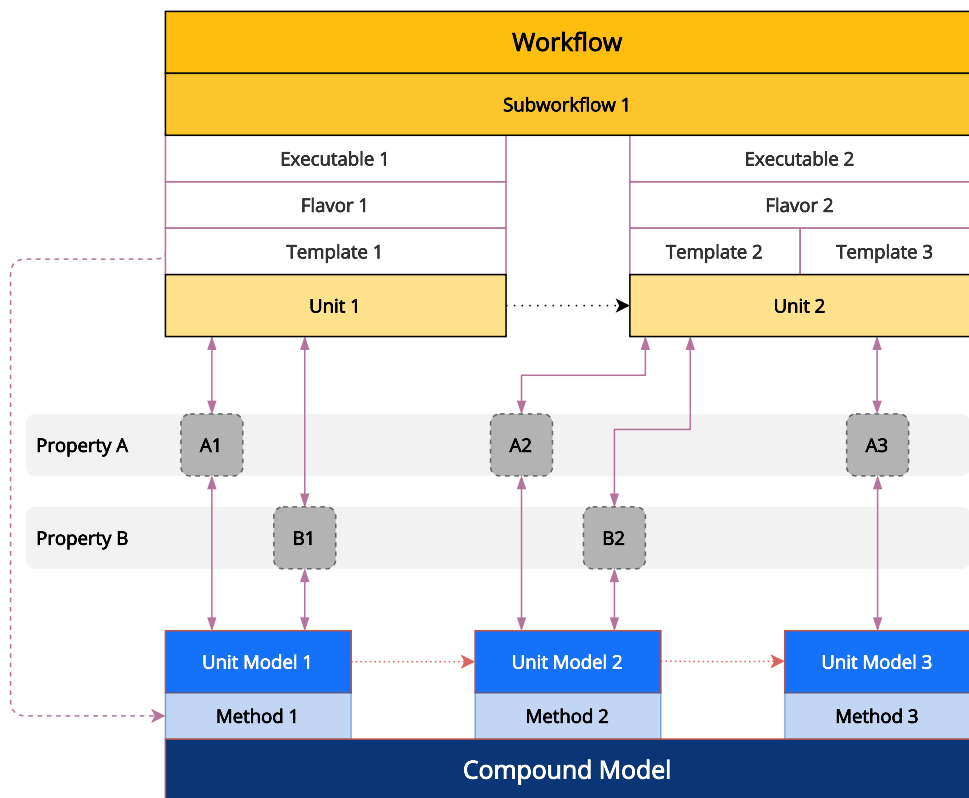 Workflow
Subworkflow 1
Executable 1
Executable 2
Flavor 1
Flavor 2
Template 1
Template 2
Template 3
Unit 1
Unit 2
Property A
A1
A2
A3
Property B
B1
B2
Unit Model 1
Unit Model 2
Unit Model 3
Method 1
Method 2
Method 3
Compound Model